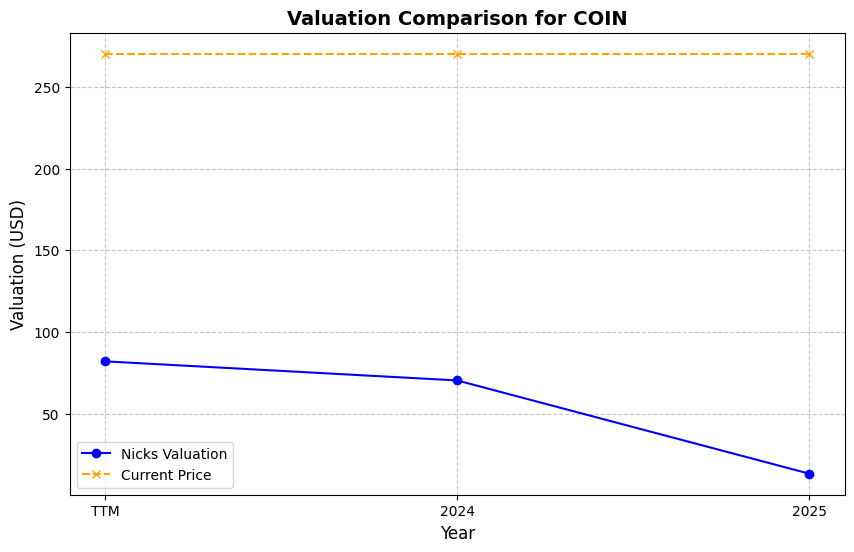 Valuation Comparison for COIN
Valuation (USD)
250
200
150
100
50
Nicks Valuation
Current Price
TTM
2024
2025
Year